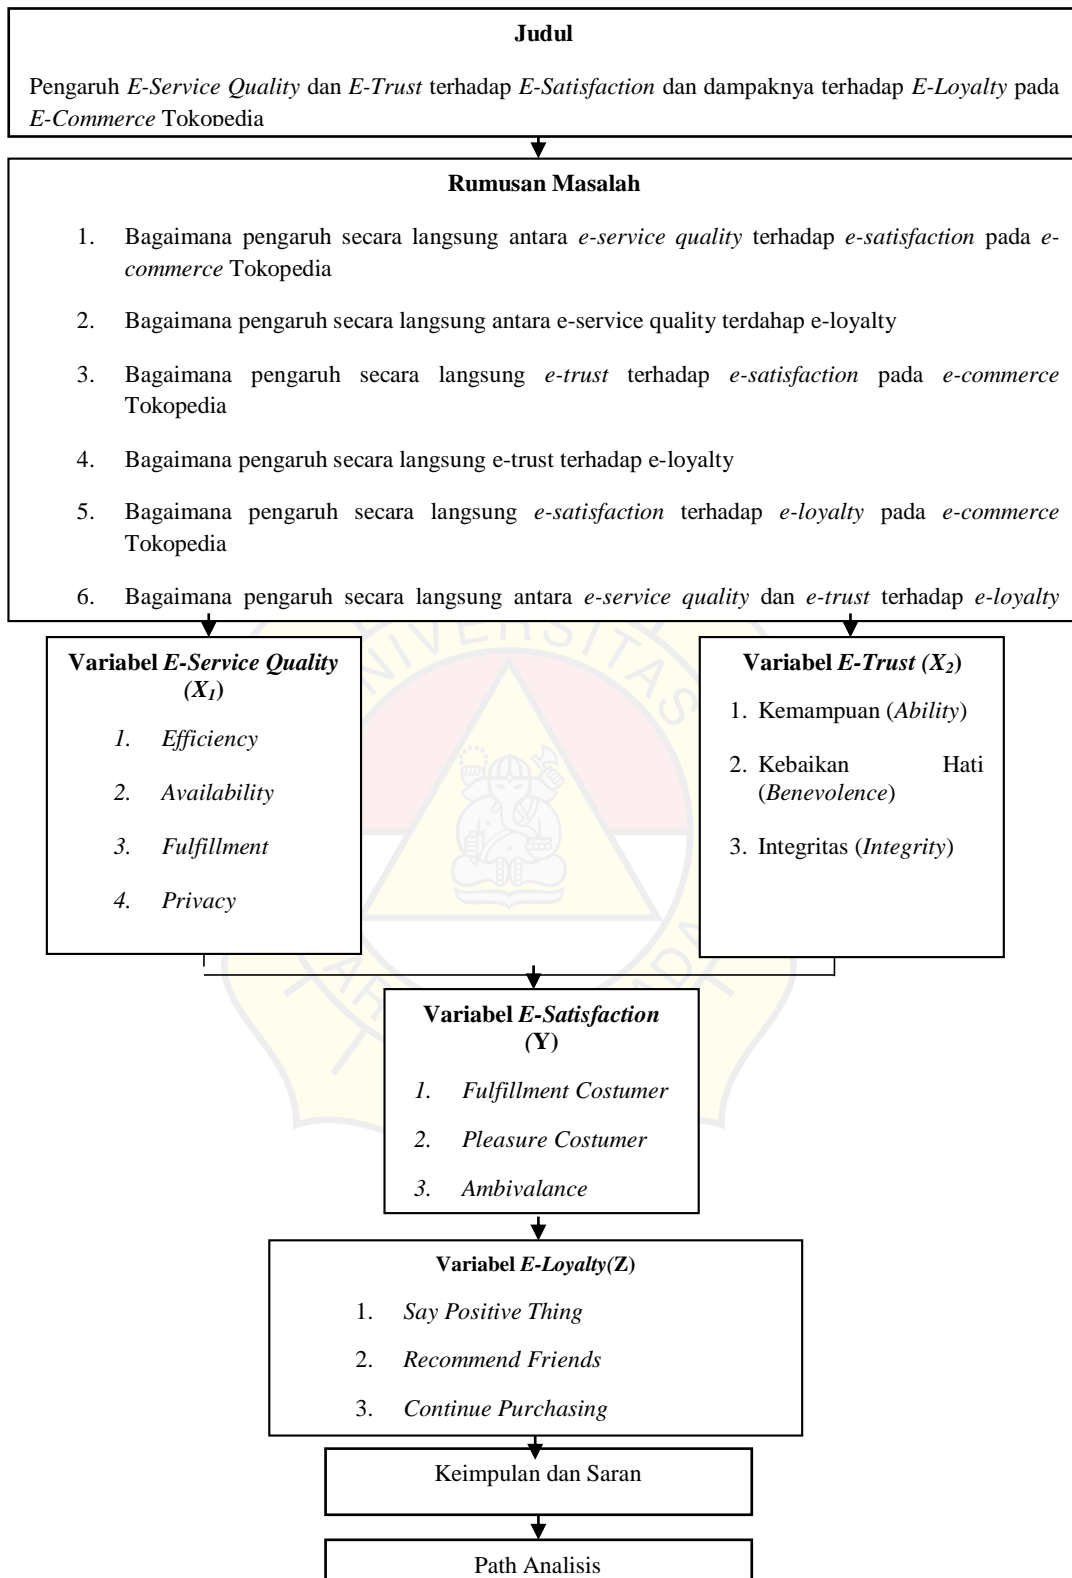 Judul
Pengaruh E-Service Quality dan E-Trust terhadap E-Satisfaction dan dampaknya terhadap E-Loyalty pada
E-Commerce Tokopedia
Rumusan Masalah
1. Bagaimana pengaruh secara langsung antara e-service quality terhadap e-satisfaction pada e-
commerce Tokopedia
2. Bagaimana pengaruh secara langsung antara e-service quality terdahap e-loyalty
3. Bagaimana pengaruh secara langsung e-trust terhadap e-satisfaction pada e-commerce
Tokopedia
4. Bagaimana pengaruh secara langsung e-trust terhadap e-loyalty
5. Bagaimana pengaruh secara langsung e-satisfaction terhadap e-loyalty pada e-commerce
Tokopedia
6. Bagaimana pengaruh secara langsung antara e-service quality dan e-trust terhadap e-loyalty
Variabel E-Service Quality
(X1)
1. Efficiency
2. Availability
3. Fulfillment
4. Privacy
Variabel E-Trust (X2)
1. Kemampuan (Ability)
2. Kebaikan Hati
(Benevolence)
3. Integritas (Integrity)
UNIVERSITAS
Variabel E-Satisfaction
(Y)
1. Fulfillment Costumer
2. Pleasure Costumer
3. Ambivalance
Variabel E-Loyalty(Z)
1. Say Positive Thing
2. Recommend Friends
3. Continue Purchasing
Keimpulan dan Saran
Path Analisis